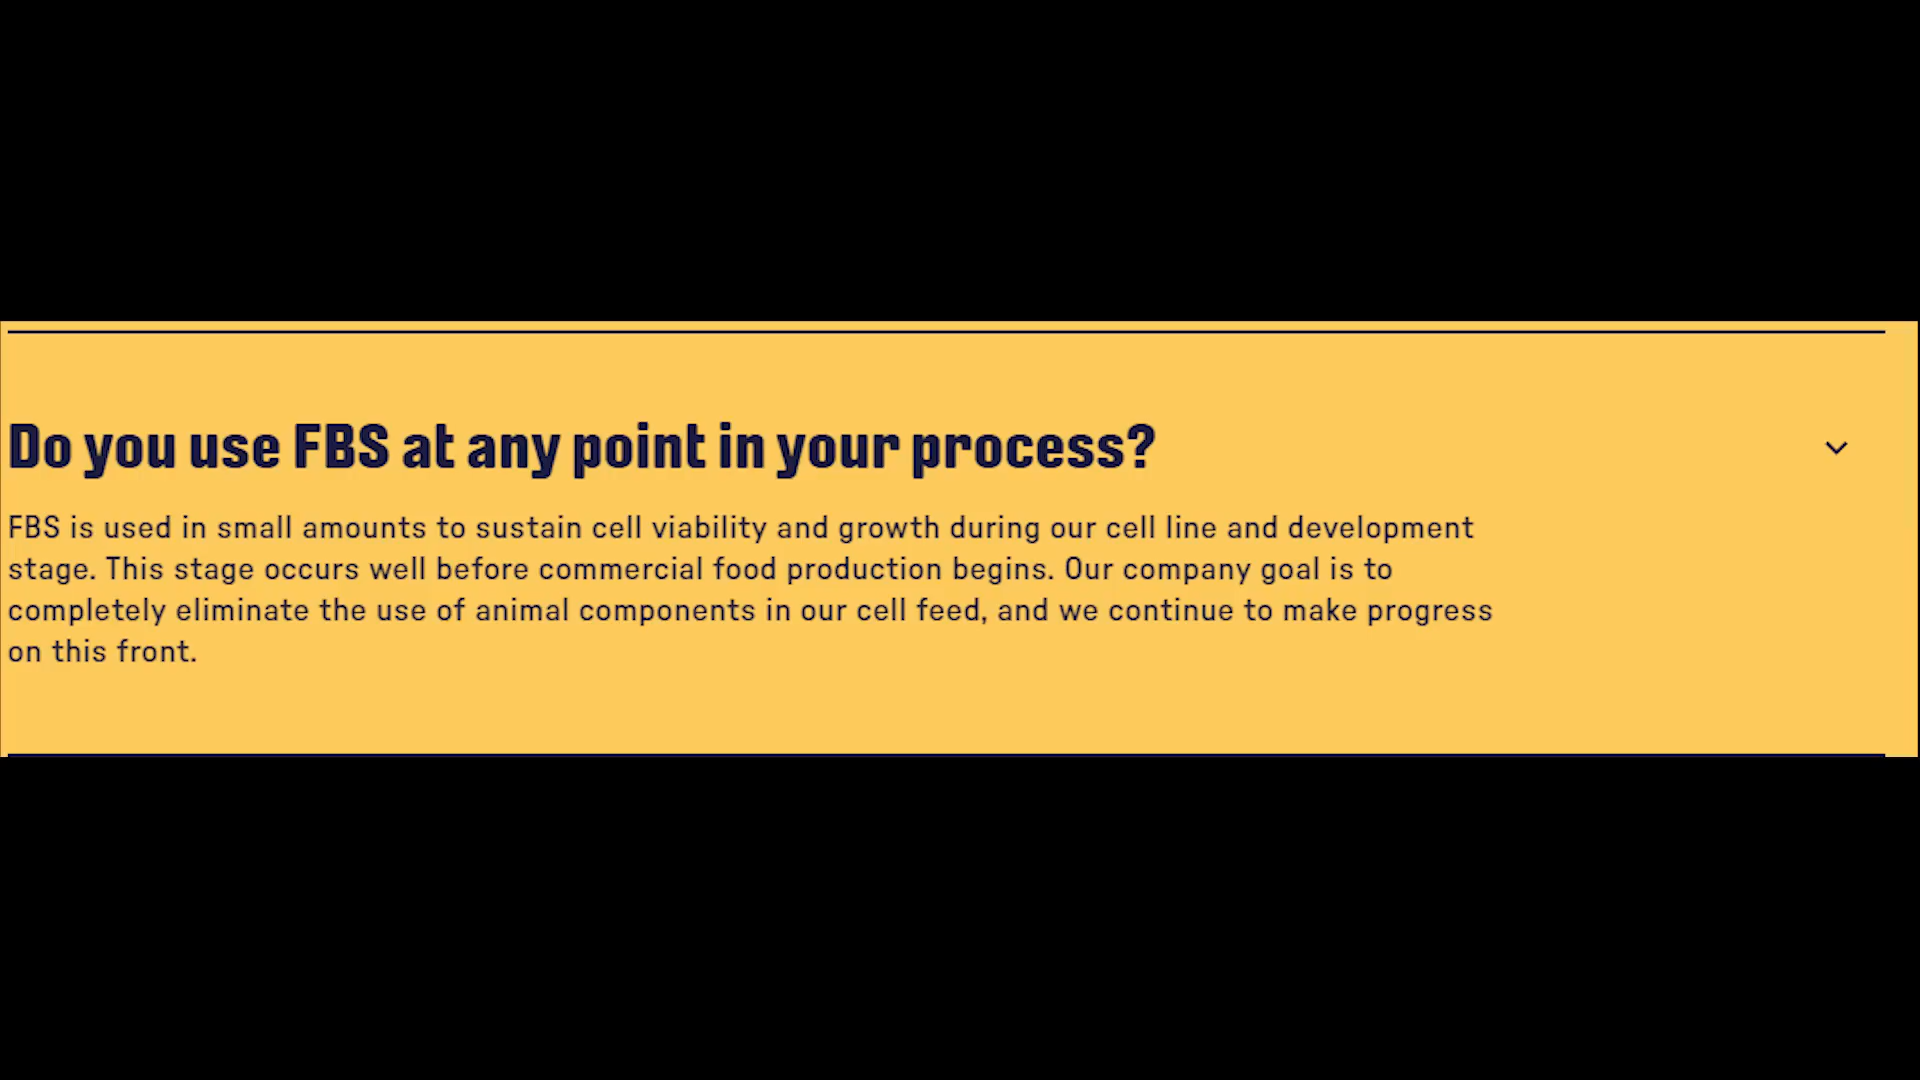 Do you use FBS at any point in your process?
FBS is used in small amounts to sustain cell viability and growth during our cell line and development
stage. This stage occurs well before commercial food production begins. Our company goal is to
completely eliminate the use of animal components in our cell feed, and we continue to make progress
on this front.